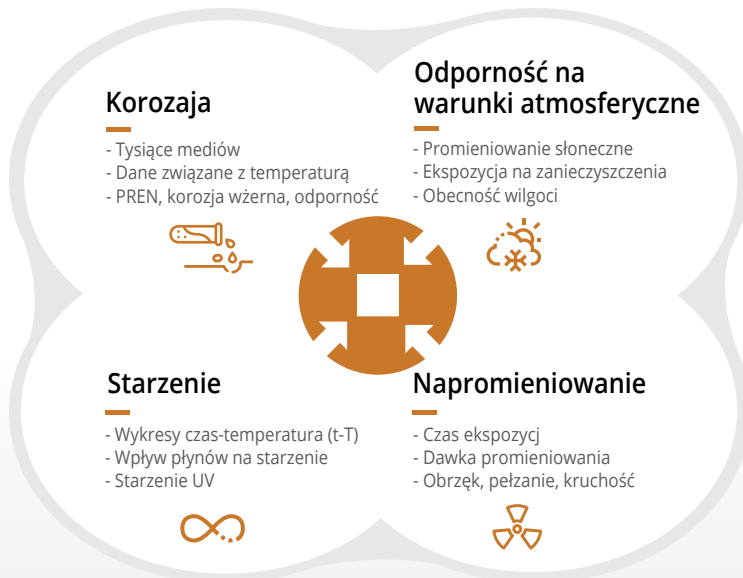 Korozaja
- Tysiące mediów
- Dane związane z temperaturą
- PREN, korozja wżerna, odporność
Odporność na
warunki atmosferyczne
- Promieniowanie słoneczne
- Ekspozycja na zanieczyszczenia
- Obecność wilgoci
Starzenie
- Wykresy czas-temperatura (t-T)
- Wpływ płynów na starzenie
- Starzenie UV
Napromieniowanie
- Czas ekspozycj
- Dawka promieniowania
- Obrzęk, pełzanie, kruchość